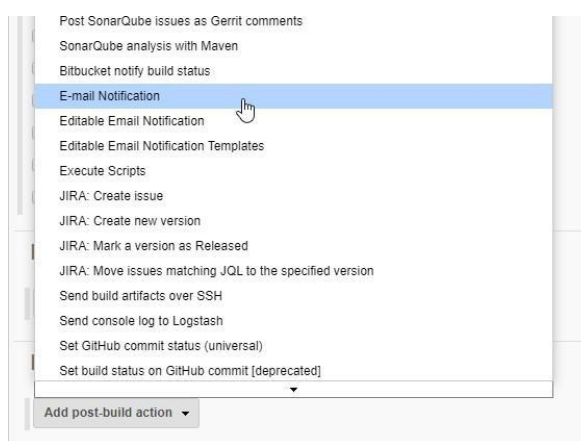 Post SonarQube issues as Gerrit comments
SonarQube analysis with Maven
Bitbucket notify build status
E-mail Notification
Editable Email Notification
Editable Email Notification Templates
Execute Scripts
JIRA: Create issue
JIRA: Create new version
JIRA: Mark a version as Released
JIRA: Move issues matching JQL to the specified version
Send build artifacts over SSH
Send console log to Logstash
Set GitHub commit status (universal)
Set build status on GitHub commit [deprecated]
Add post-build action